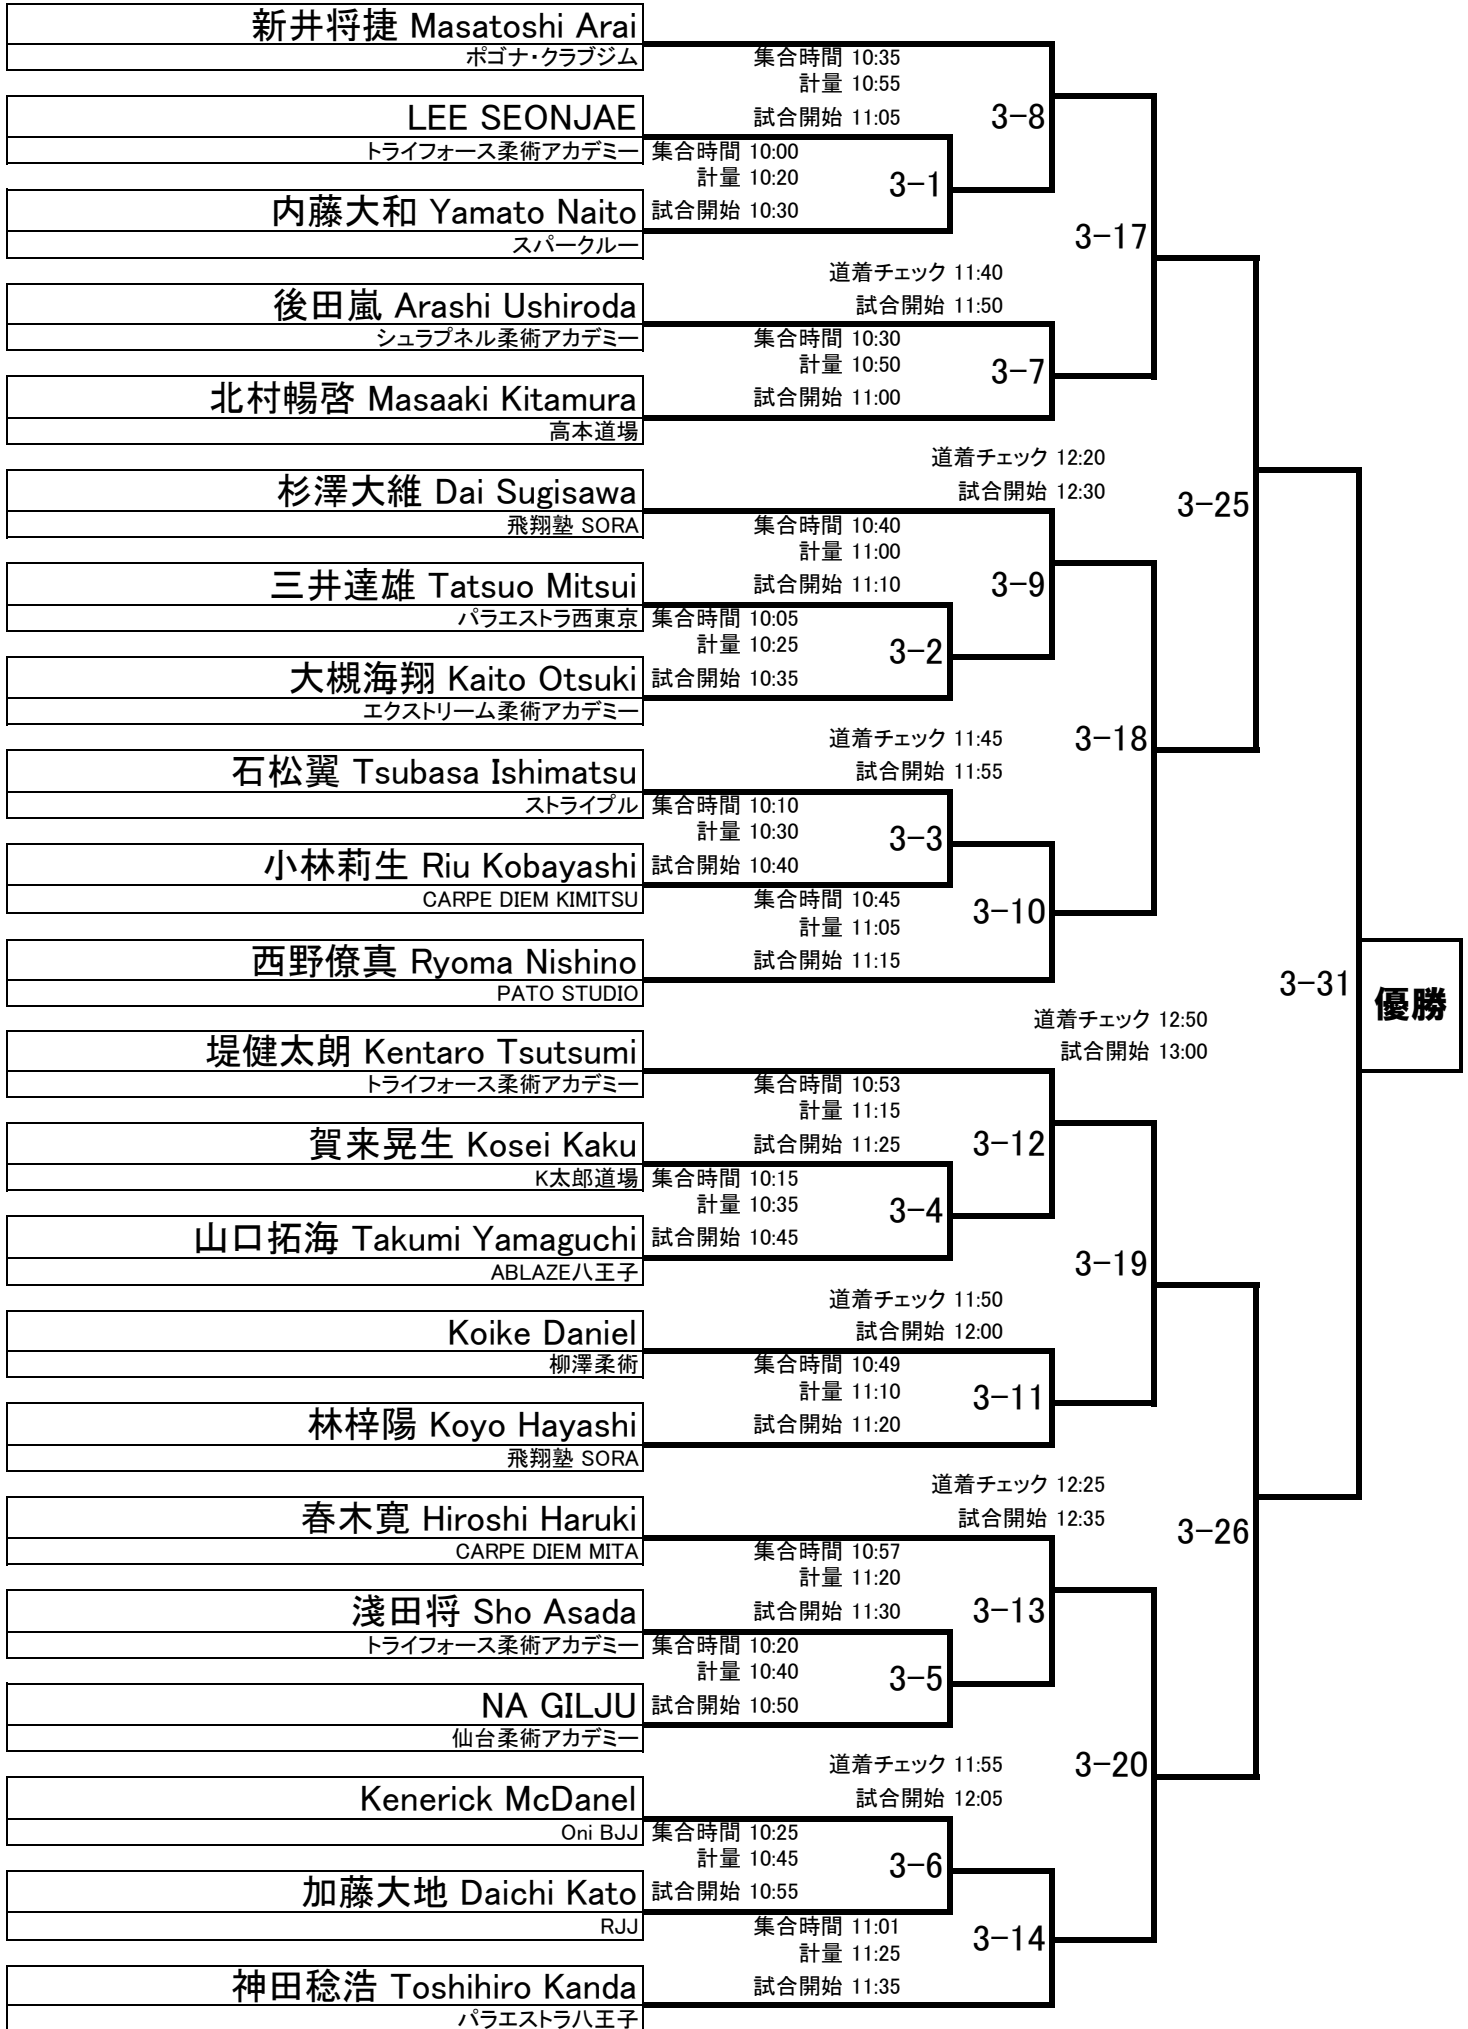 新井将捷 Masatoshi Arai
ポゴナ・クラブジム
集合時間 10:35
計量 10:55
試合開始 11:05
3-8
LEE SEONJAE
トライフォース柔術アカデミー
集合時間 10:00
計量 10:20
試合開始 10:30
3-1
内藤大和 Yamato Naito
スパークルー
3-17
道着チェック 11:40
試合開始 11:50
後田嵐 Arashi Ushiroda
シュラプネル柔術アカデミー
集合時間 10:30
計量 10:50
試合開始 11:00
3-7
北村暢啓 Masaaki Kitamura
高本道場
道着チェック 12:20
試合開始 12:30
3-25
杉澤大維 Dai Sugisawa
飛翔塾 SORA
集合時間 10:40
計量 11:00
試合開始 11:10
3-9
三井達雄 Tatsuo Mitsui
パラエストラ西東京
集合時間 10:05
計量 10:25
試合開始 10:35
3-2
大槻海翔 Kaito Otsuki
エクストリーム柔術アカデミー
道着チェック 11:45
試合開始 11:55
3-18
石松翼 Tsubasa Ishimatsu
ストライプル
集合時間 10:10
計量 10:30
試合開始 10:40
3-3
小林莉生 Riu Kobayashi
CARPE DIEM KIMITSU
集合時間 10:45
計量 11:05
試合開始 11:15
3-10
西野僚真 Ryoma Nishino
PATO STUDIO
3-31
優勝
道着チェック 12:50
試合開始 13:00
堤健太朗 Kentaro Tsutsumi
トライフォース柔術アカデミー
集合時間 10:53
計量 11:15
試合開始 11:25
3-12
賀来晃生 Kosei Kaku
K太郎道場
集合時間 10:15
計量 10:35
試合開始 10:45
3-4
山口拓海 Takumi Yamaguchi
ABLAZE八王子
3-19
道着チェック 11:50
試合開始 12:00
Koike Daniel
柳澤柔術
集合時間 10:49
計量 11:10
試合開始 11:20
3-11
林梓陽 Koyo Hayashi
飛翔塾 SORA
道着チェック 12:25
試合開始 12:35
3-26
春木寛 Hiroshi Haruki
CARPE DIEM MITA
集合時間 10:57
計量 11:20
試合開始 11:30
3-13
淺田将 Sho Asada
トライフォース柔術アカデミー
集合時間 10:20
計量 10:40
試合開始 10:50
3-5
NA GILJU
仙台柔術アカデミー
道着チェック 11:55
試合開始 12:05
3-20
Kenerick McDanel
Oni BJJ
集合時間 10:25
計量 10:45
試合開始 10:55
3-6
加藤大地 Daichi Kato
RJJ
集合時間 11:01
計量 11:25
試合開始 11:35
3-14
神田稔浩 Toshihiro Kanda
パラエストラ八王子